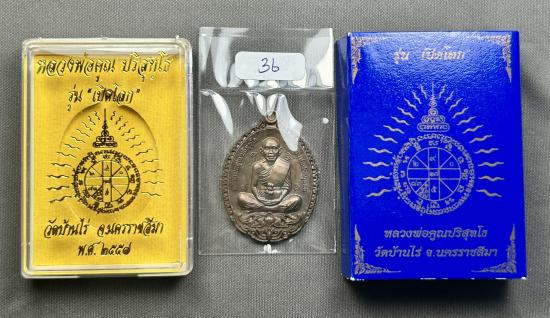 หลวงพ่อคูณ ปริสุทฺโธ
รุ่น "เปิดโลก"
วัดบ้านไร่ จ.นครราชสีมา
พ.ศ. ๒๕๕๗
36
รุ่น เปิดโลก
หลวงพ่อคูณปริสุทโธ
วัดบ้านไร่ จ.นครราชสีมา